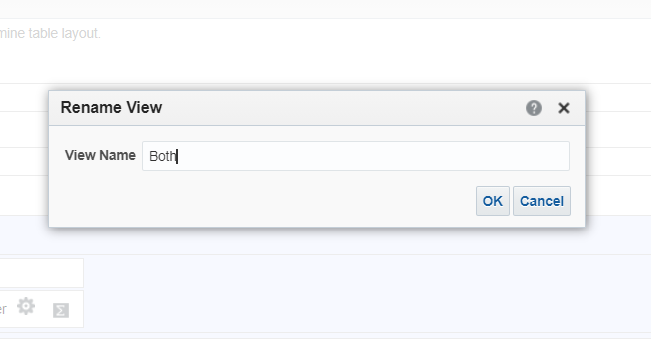 mine table layout.
Rename View
View Name Both
OK Cancel
er